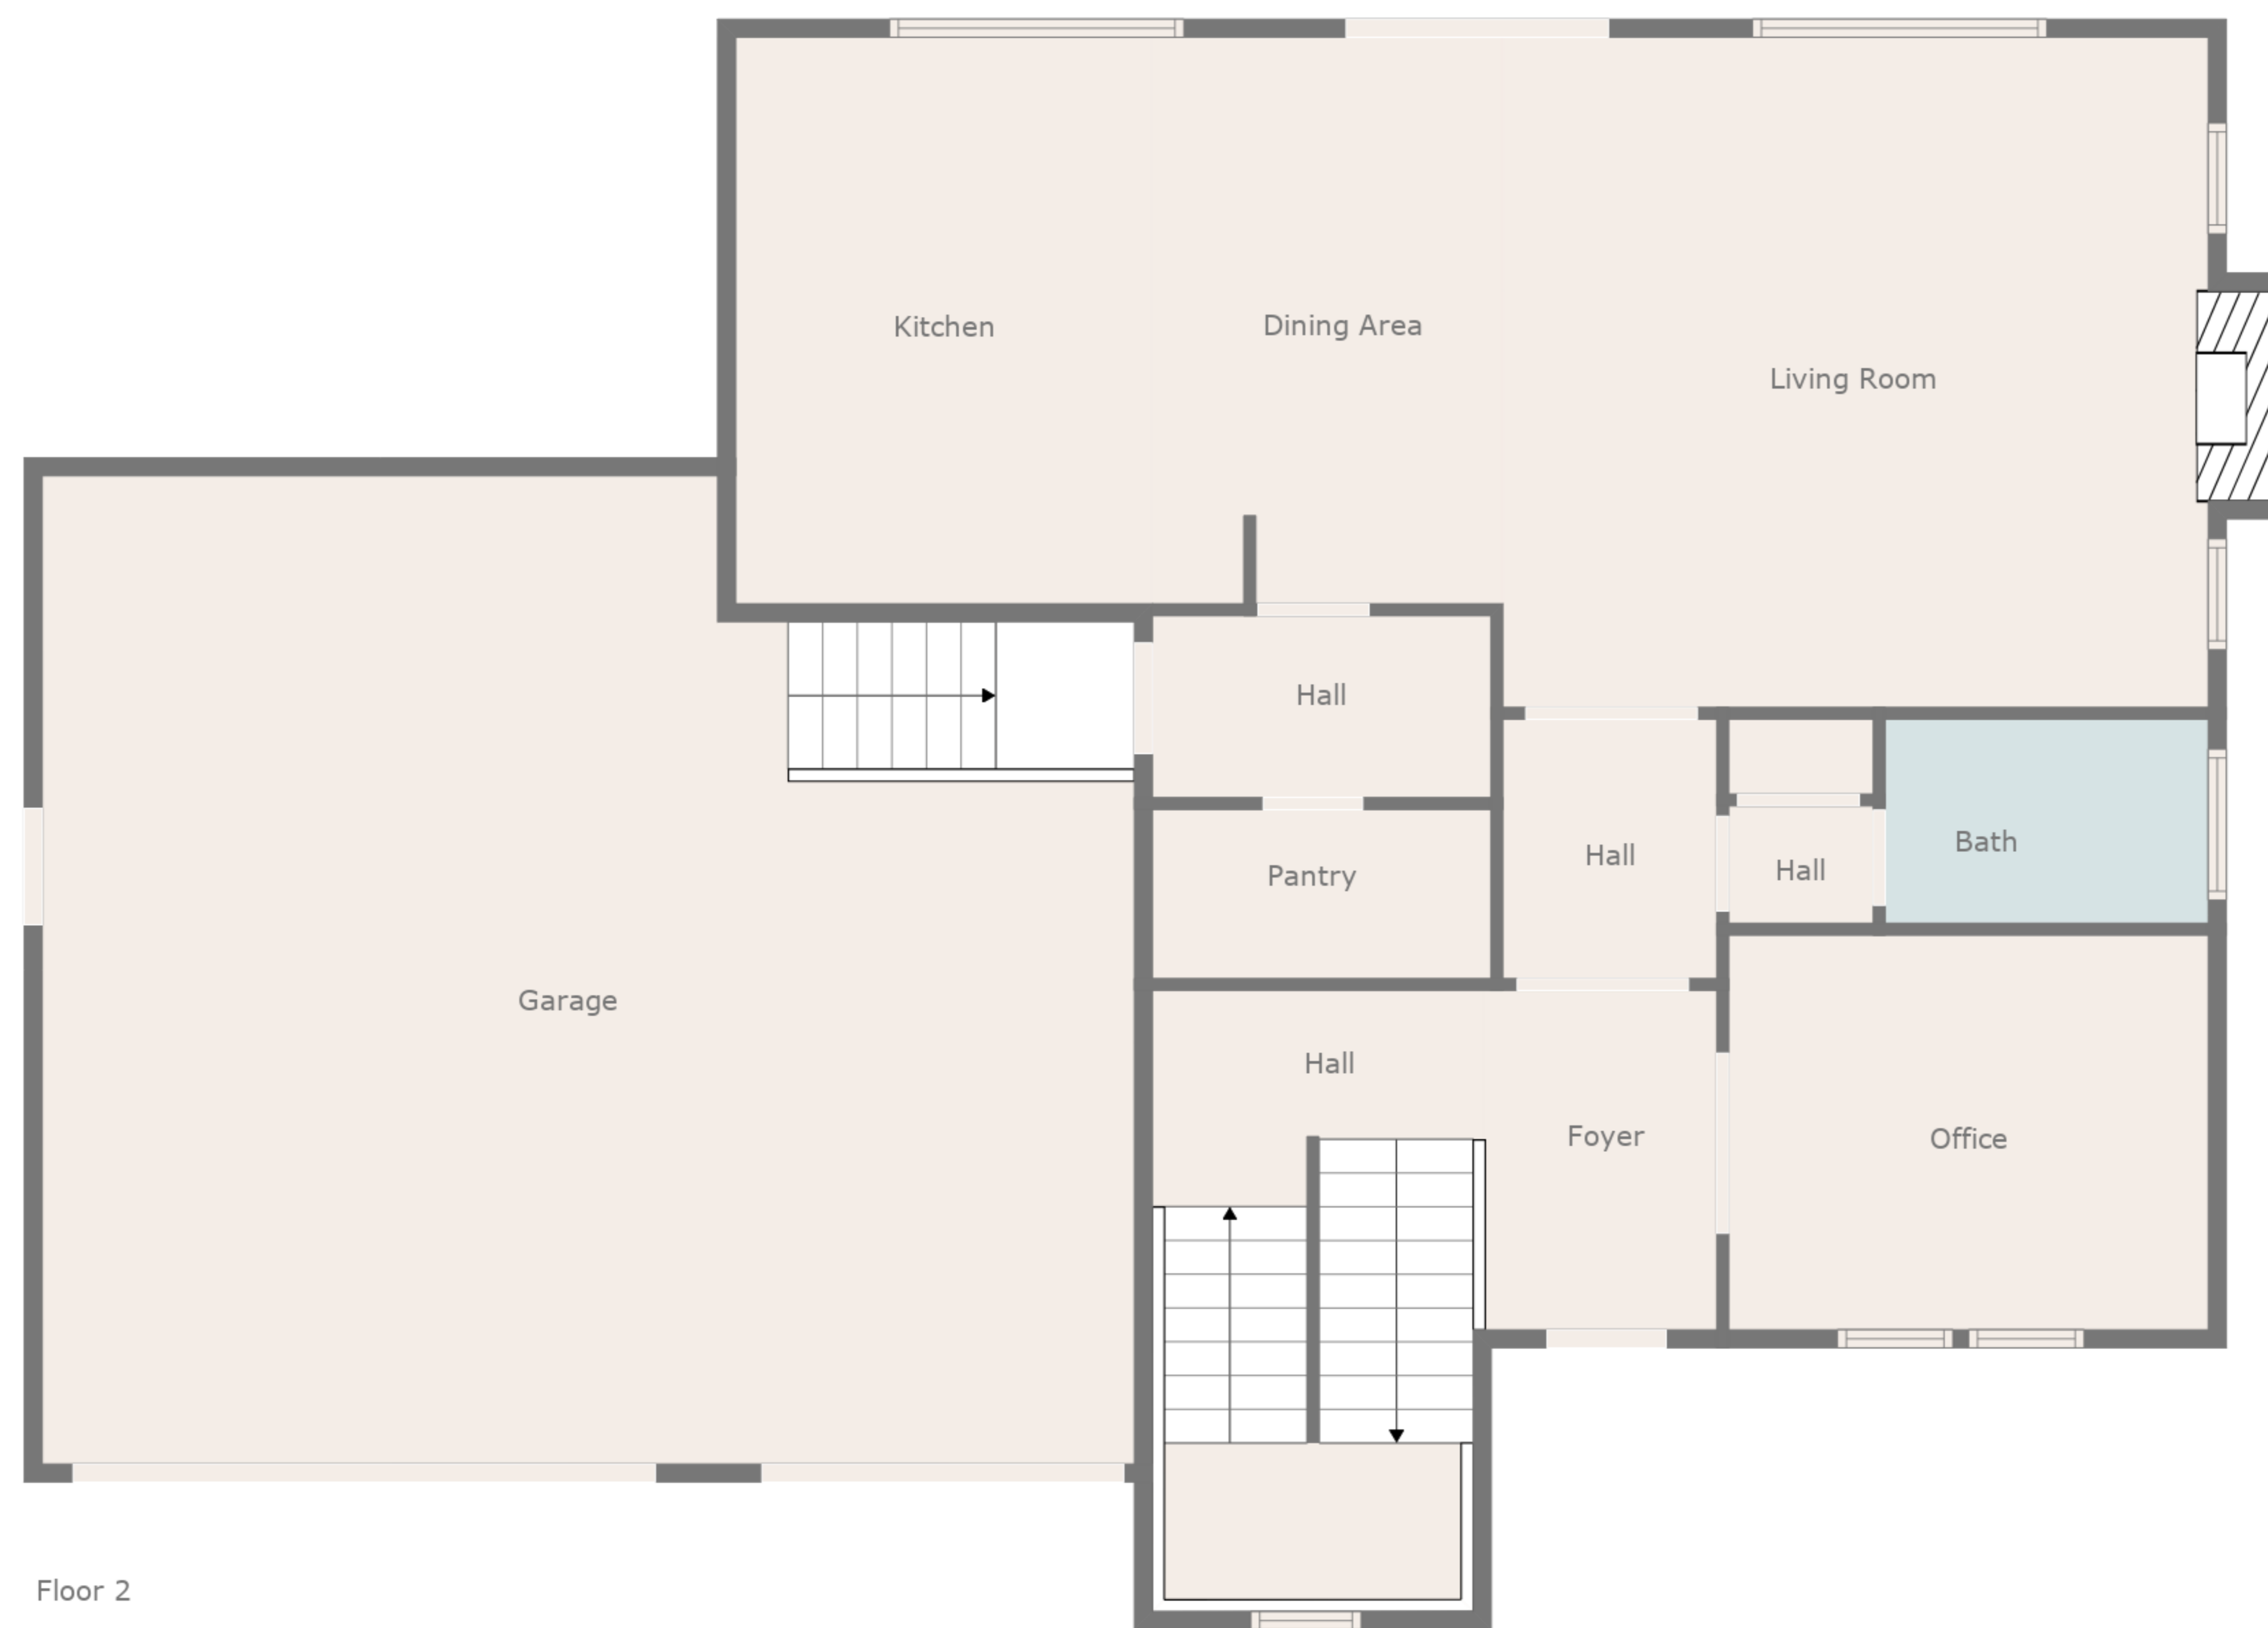 Kitchen
Dining Area
Living Room
Hall
Pantry
Hall
Hall
Bath
Garage
Hall
Foyer
Office
Floor 2